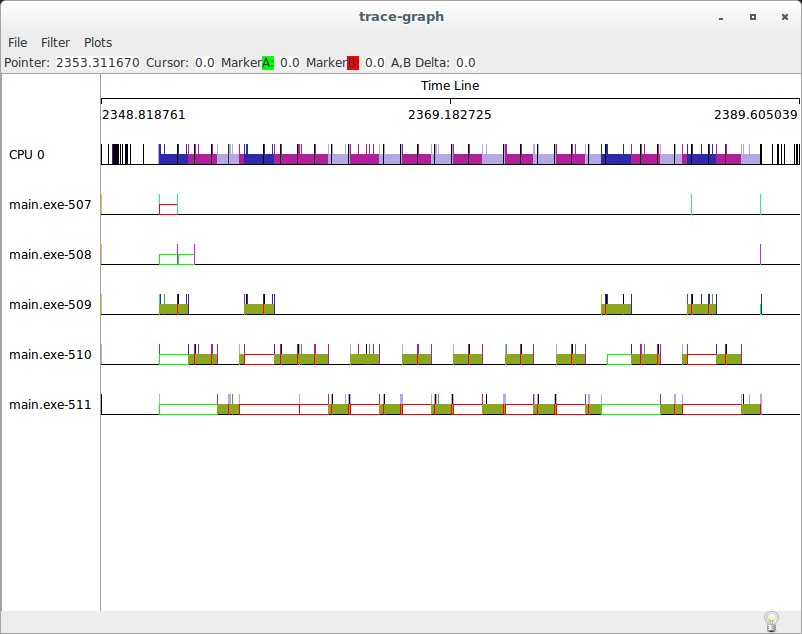 trace-graph
File Filter Plots
Pointer: 2353.311670 Cursor: 0.0 Marker A: 0.0 Marker B: 0.0 A,B Delta: 0.0
Time Line
2348.818761 2369.182725 2389.605039
CPU 0
main.exe-507
main.exe-508
main.exe-509
main.exe-510
main.exe-511